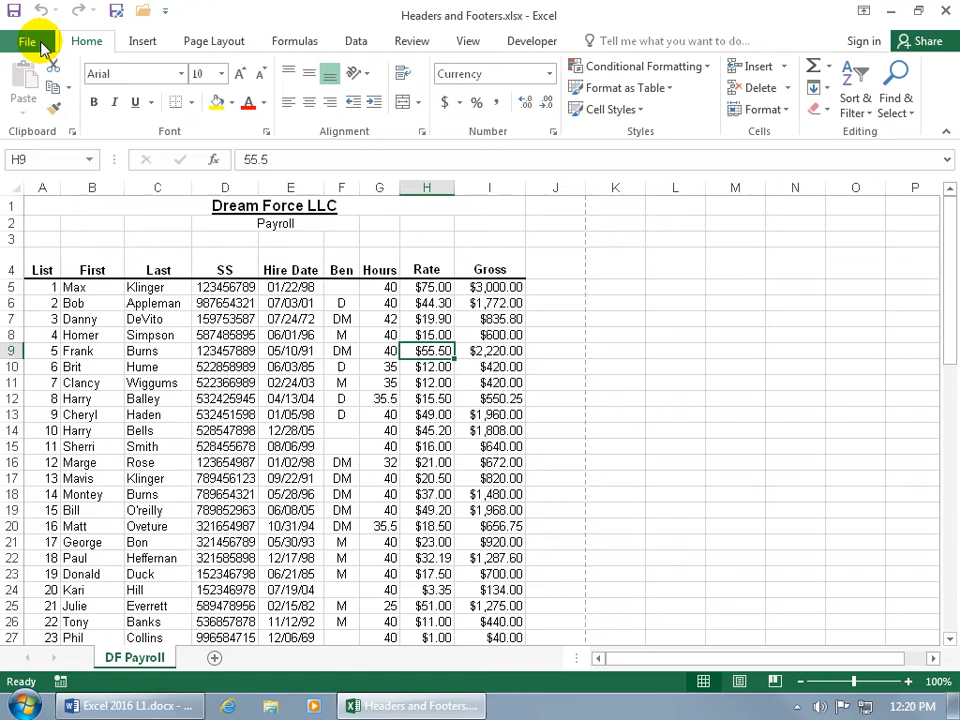 Headers and Footers.xlsx - Excel
File Home Insert Page Layout Formulas Data Review View Developer Tell me what you want to do... Sign in Share
Paste
Arial 10 A A
Currency
Conditional Formatting
Format as Table
Cell Styles
Insert
Delete
Format
Sort & Filter
Find & Select
B I U A $ % ,
Clipboard Font Alignment Number Styles Cells Editing
H9 fx 55.5
A B C D E F G H I J K L M N O P
1 Dream Force LLC
2 Payroll
3
4 List First Last SS Hire Date Ben Hours Rate Gross
5 1 Max Klinger 123456789 01/22/98 40 $75.00 $3,000.00
6 2 Bob Appleman 987654321 07/03/01 D 40 $44.30 $1,772.00
7 3 Danny DeVito 159753587 07/24/72 DM 42 $19.90 $835.80
8 4 Homer Simpson 587485895 06/01/96 M 40 $15.00 $600.00
9 5 Frank Burns 123457889 05/10/91 DM 40 $55.50 $2,220.00
10 6 Brit Hume 522858989 06/03/85 D 35 $12.00 $420.00
11 7 Clancy Wiggums 522366989 02/24/03 M 35 $12.00 $420.00
12 8 Harry Balley 532425945 04/13/04 D 35.5 $15.50 $550.25
13 9 Cheryl Haden 532451598 01/05/98 D 40 $49.00 $1,960.00
14 10 Harry Bells 528547898 12/28/05 40 $45.20 $1,808.00
15 11 Sherri Smith 528455678 08/06/99 40 $16.00 $640.00
16 12 Marge Rose 123654987 01/02/98 DM 32 $21.00 $672.00
17 13 Mavis Klinger 789456123 09/22/91 DM 40 $20.50 $820.00
18 14 Montey Burns 789654321 05/28/96 DM 40 $37.00 $1,480.00
19 15 Bill O'reilly 789852963 06/08/05 DM 40 $49.20 $1,968.00
20 16 Matt Oveture 321654987 10/31/94 DM 35.5 $18.50 $656.75
21 17 George Bon 321456789 05/30/93 M 40 $23.00 $920.00
22 18 Paul Heffernan 321585898 12/17/98 M 40 $32.19 $1,287.60
23 19 Donald Duck 152346798 06/21/85 M 40 $17.50 $700.00
24 20 Kari Hill 152346978 07/19/04 40 $3.35 $134.00
25 21 Julie Everrett 589478956 02/15/82 M 25 $51.00 $1,275.00
26 22 Tony Banks 536857878 11/12/92 M 40 $11.00 $440.00
27 23 Phil Collins 996584715 12/06/69 40 $1.00 $40.00
DF Payroll
Ready 100%
Excel 2016 L1.docx - ... Headers and Footers.... 12:20 PM